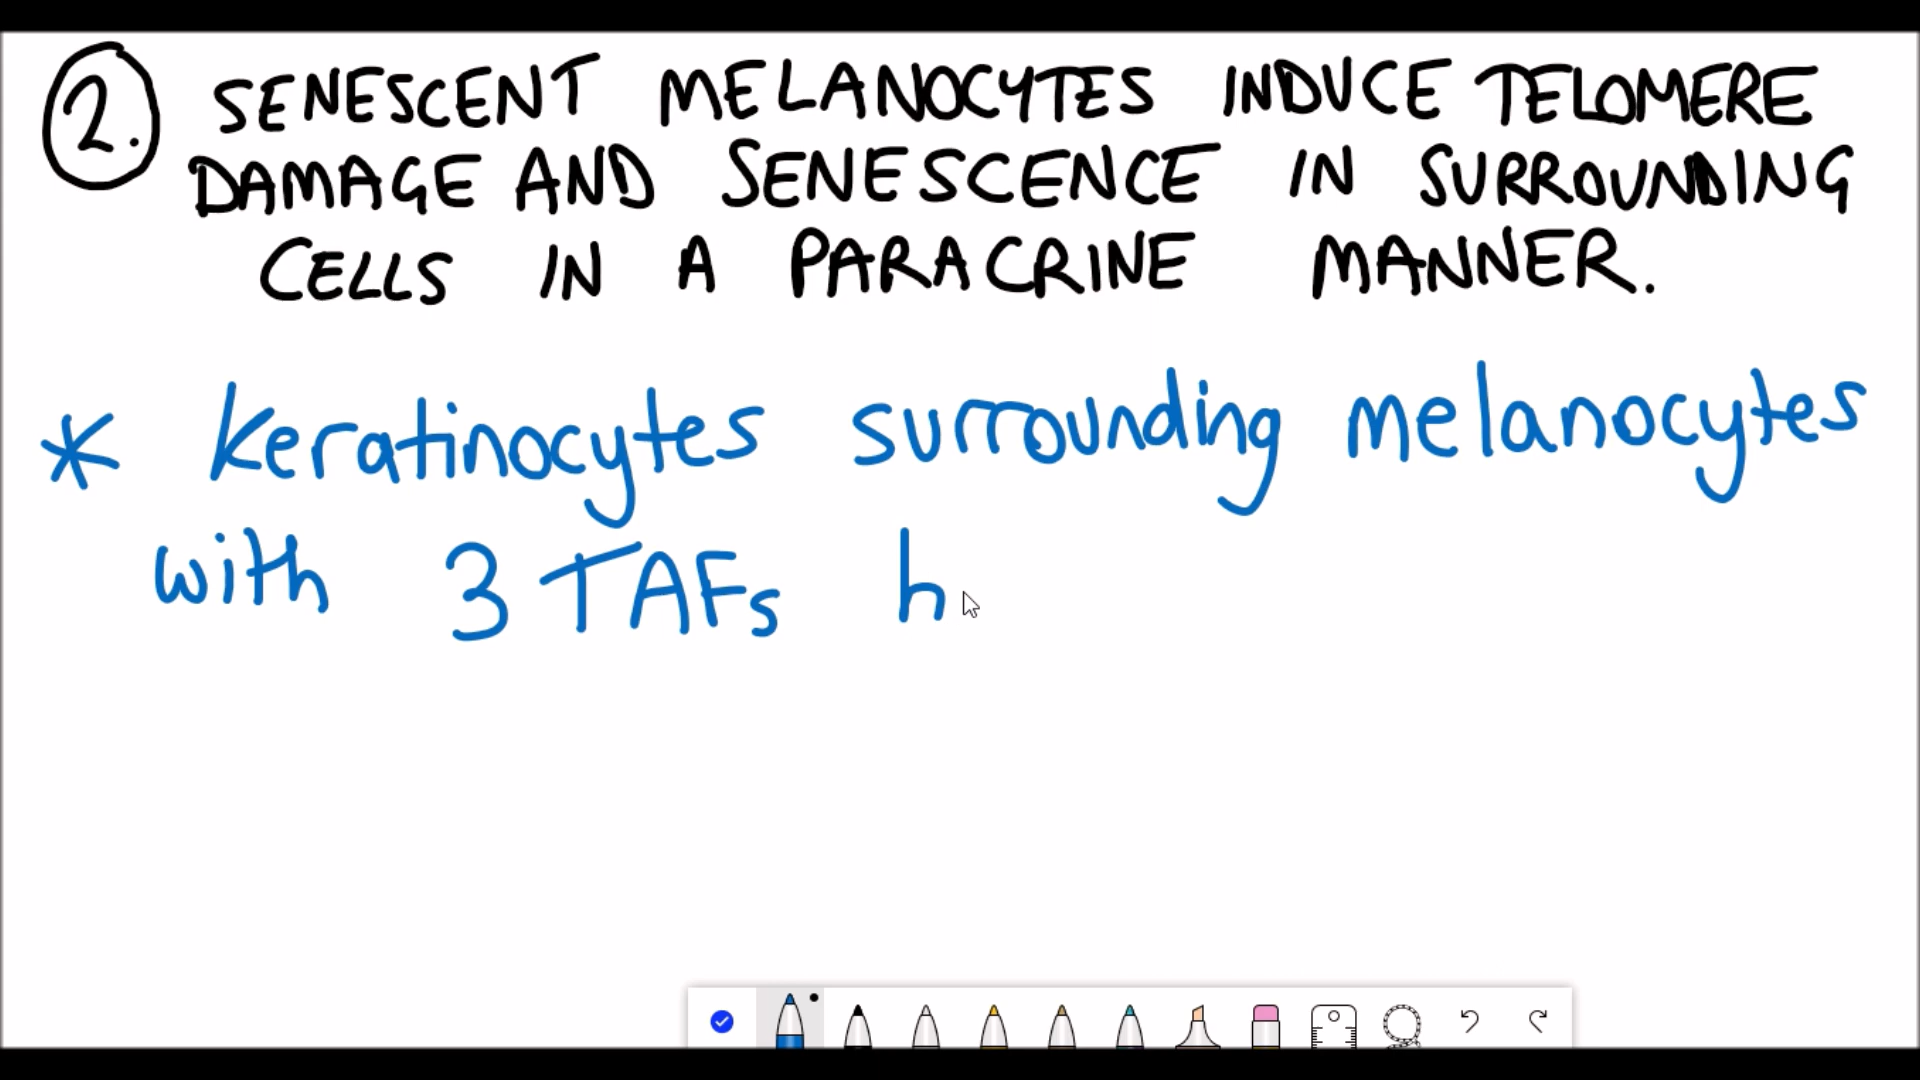 2. SENESCENT MELANOCYTES INDUCE TELOMERE
DAMAGE AND SENESCENCE IN SURROUNDING
CELLS IN A PARACRINE MANNER.
* keratinocytes surrounding melanocytes
with 3 TAFs h